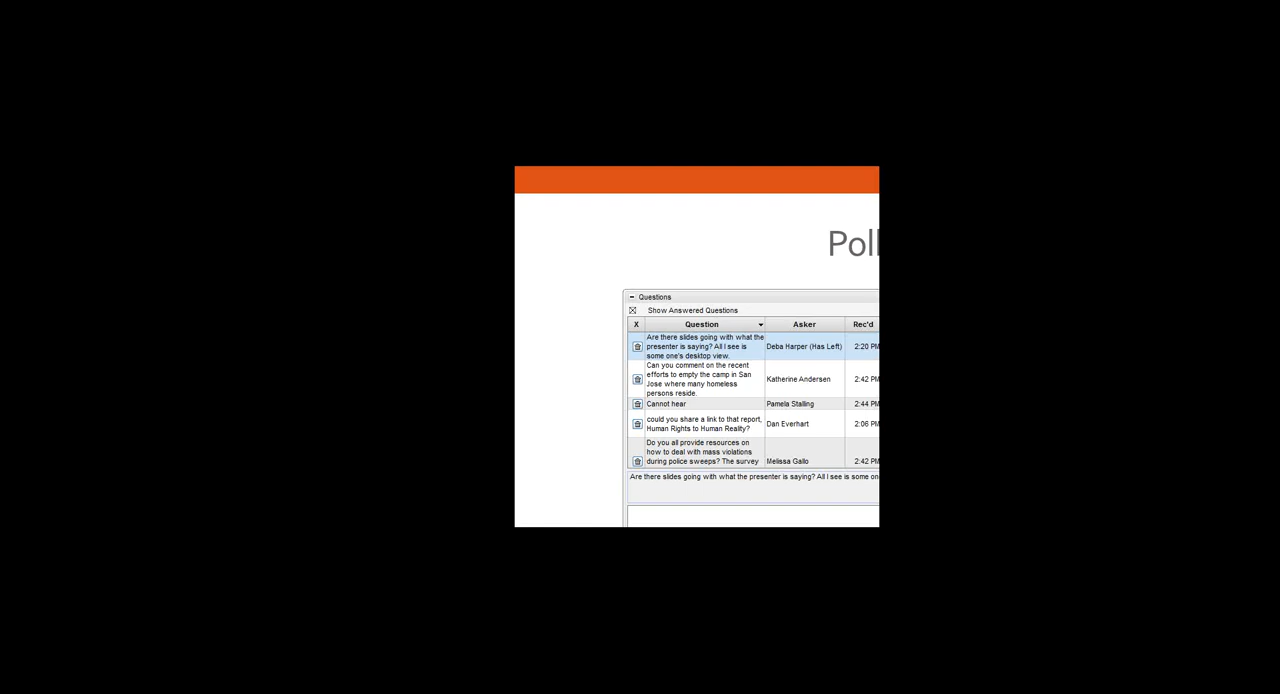 Poll
Questions
Show Answered Questions
X Question Asker Rec'd
Are there slides going with what the
presenter is saying? All I see is
some one's desktop view.
Deba Harper (Has Left) 2:20 PM
Can you comment on the recent
efforts to empty the camp in San
Jose where many homeless
persons reside.
Katherine Andersen 2:42 PM
Cannot hear Pamela Stalling 2:44 PM
could you share a link to that report,
Human Rights to Human Reality?
Dan Everhart 2:06 PM
Do you all provide resources on
how to deal with mass violations
during police sweeps? The survey
Melissa Gallo 2:42 PM
Are there slides going with what the presenter is saying? All I see is some on